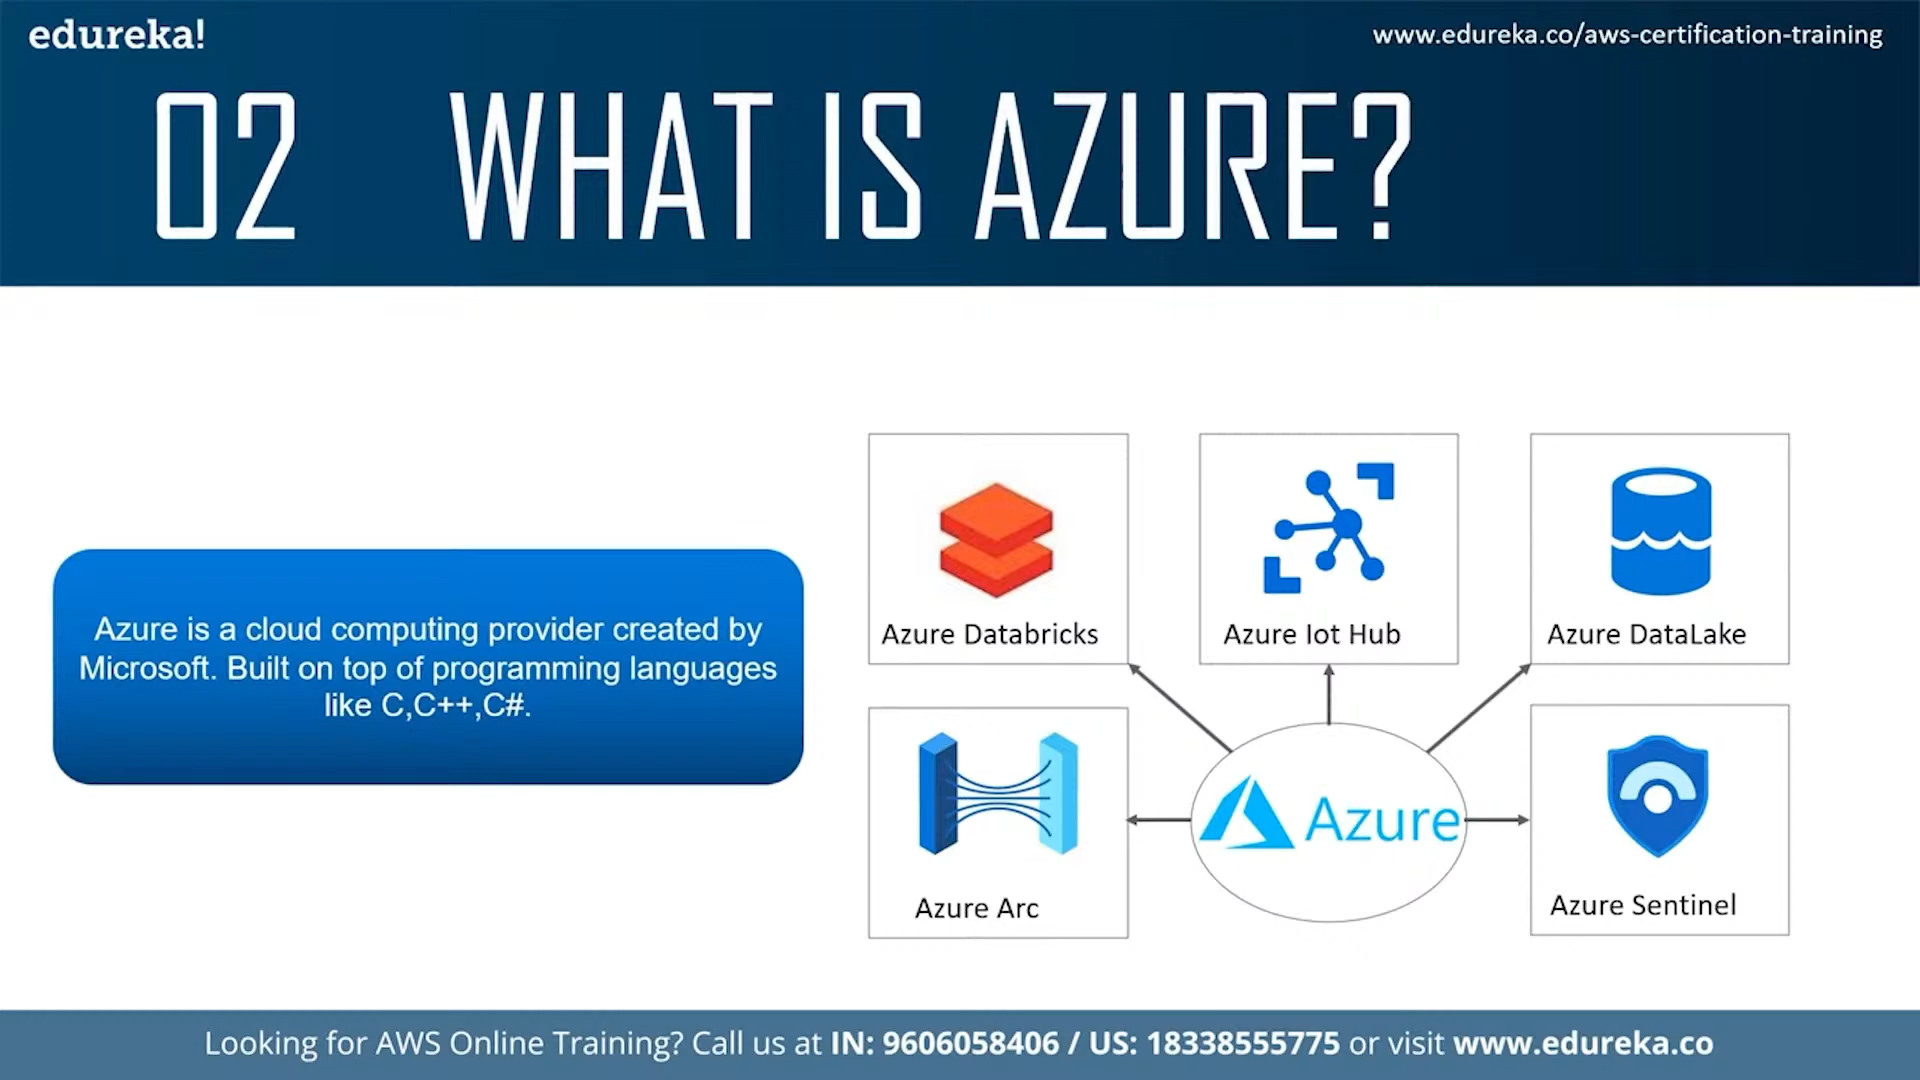 edureka!
www.edureka.co/aws-certification-training
02 WHAT IS AZURE?
Azure is a cloud computing provider created by
Microsoft. Built on top of programming languages
like C,C++,C#.
Azure Databricks
Azure Iot Hub
Azure DataLake
Azure Arc
Azure
Azure Sentinel
Looking for AWS Online Training? Call us at IN: 9606058406 / US: 18338555775 or visit www.edureka.co